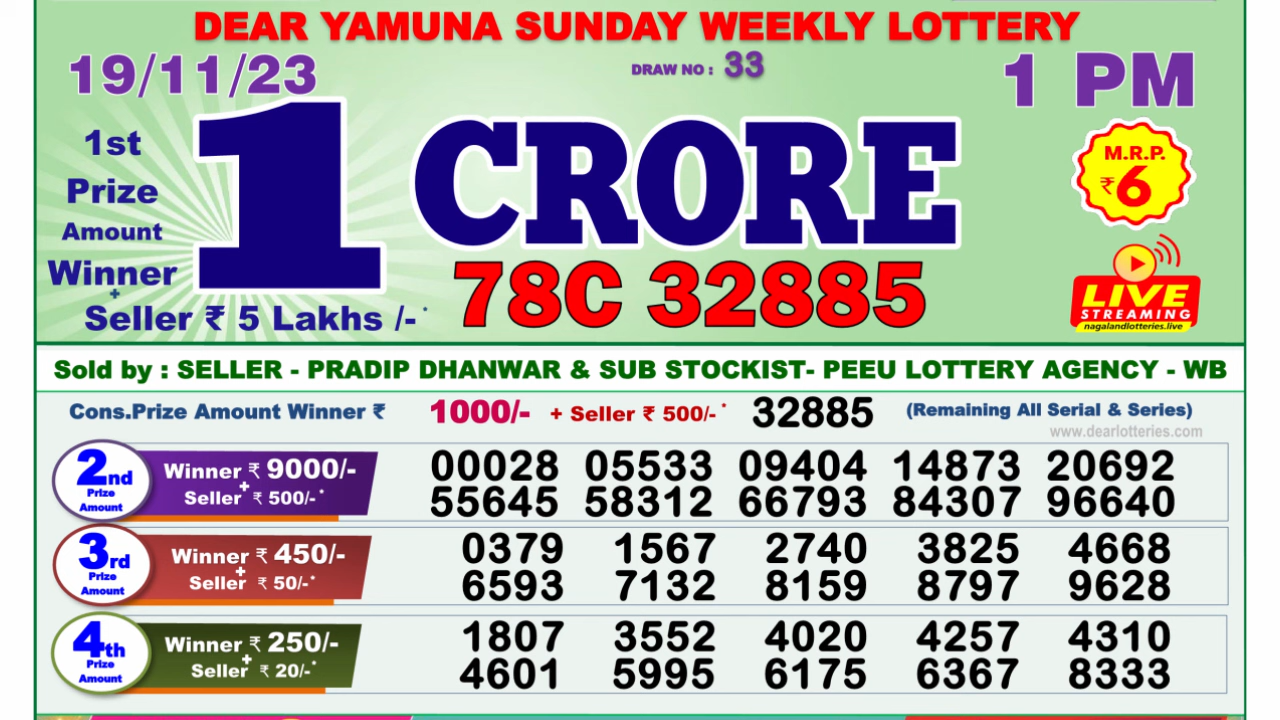 DEAR YAMUNA SUNDAY WEEKLY LOTTERY
19/11/23
DRAW NO : 33
1 PM
1st
Prize
Amount
Winner
+
Seller ₹ 5 Lakhs /-*
1 CRORE
78C 32885
M.R.P.
₹6
LIVE
STREAMING
nagalandlotteries.live
Sold by : SELLER - PRADIP DHANWAR & SUB STOCKIST- PEEU LOTTERY AGENCY - WB
Cons.Prize Amount Winner ₹ 1000/- + Seller ₹ 500/-* 32885 (Remaining All Serial & Series)
www.dearlotteries.com
2nd
Prize
Amount
Winner ₹ 9000/-
+
Seller ₹ 500/-*
00028 05533 09404 14873 20692
55645 58312 66793 84307 96640
3rd
Prize
Amount
Winner ₹ 450/-
+
Seller ₹ 50/-*
0379 1567 2740 3825 4668
6593 7132 8159 8797 9628
4th
Prize
Amount
Winner ₹ 250/-
+
Seller ₹ 20/-*
1807 3552 4020 4257 4310
4601 5995 6175 6367 8333